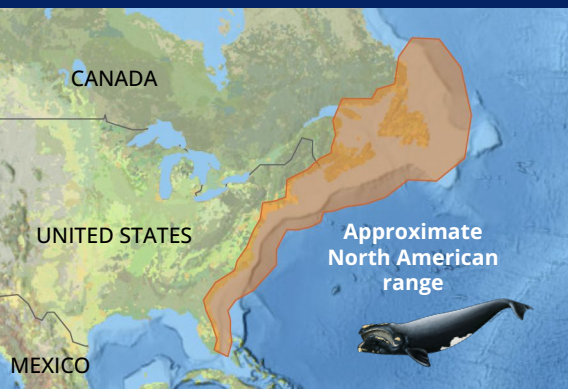 CANADA
UNITED STATES
Approximate
North American
range
MEXICO